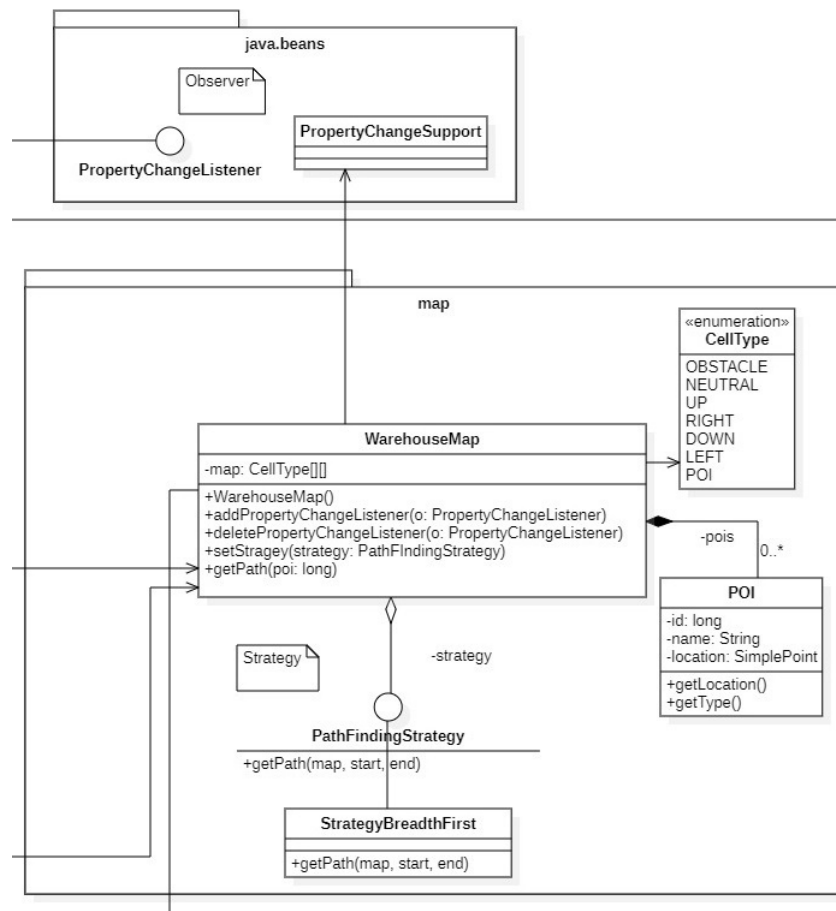 java.beans
Observer
PropertyChangeListener
PropertyChangeSupport
map
«enumeration»
CellType
OBSTACLE
NEUTRAL
UP
RIGHT
DOWN
LEFT
POI
WarehouseMap
-map: CellType[][]
+WarehouseMap()
+addPropertyChangeListener(o: PropertyChangeListener)
+deletePropertyChangeListener(o: PropertyChangeListener)
+setStragey(strategy: PathFIndingStrategy)
+getPath(poi: long)
-pois
0..*
POI
-id: long
-name: String
-location: SimplePoint
+getLocation()
+getType()
Strategy
-strategy
PathFindingStrategy
+getPath(map, start, end)
StrategyBreadthFirst
+getPath(map, start, end)